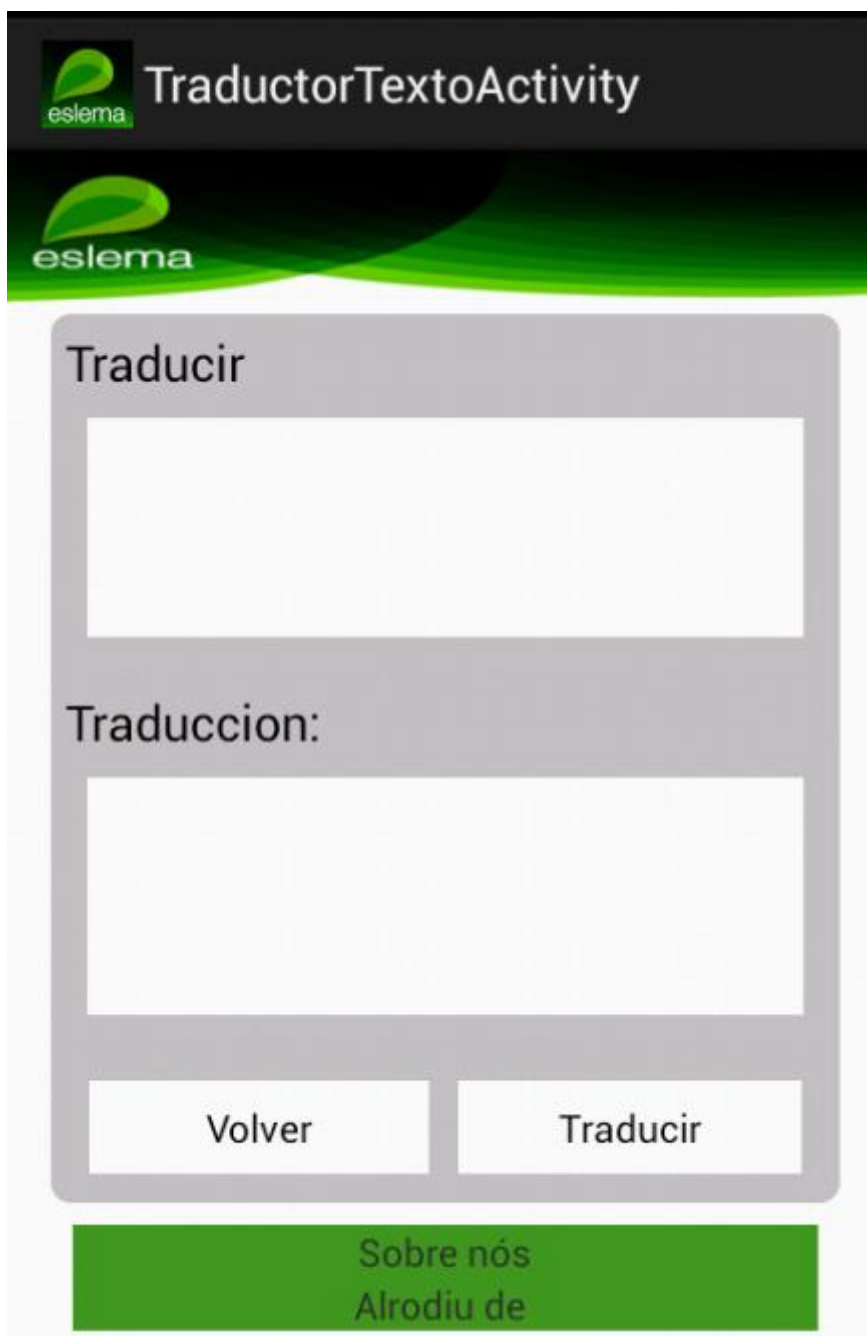 eslema
TraductorTextoActivity
eslema
Traducir
Traduccion:
Volver
Traducir
Sobre nós
Alrodiu de